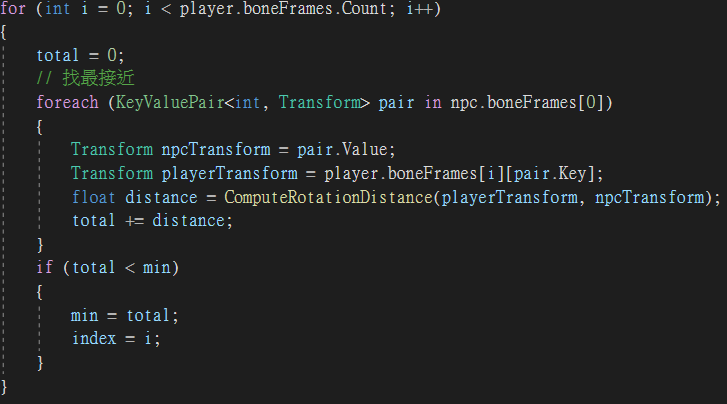 for (int i = 0; i < player.boneFrames.Count; i++)
{
total = 0;
// 找最接近
foreach (KeyValuePair<int, Transform> pair in npc.boneFrames[0])
{
Transform npcTransform = pair.Value;
Transform playerTransform = player.boneFrames[i][pair.Key];
float distance = ComputeRotationDistance(playerTransform, npcTransform);
total += distance;
}
if (total < min)
{
min = total;
index = i;
}
}